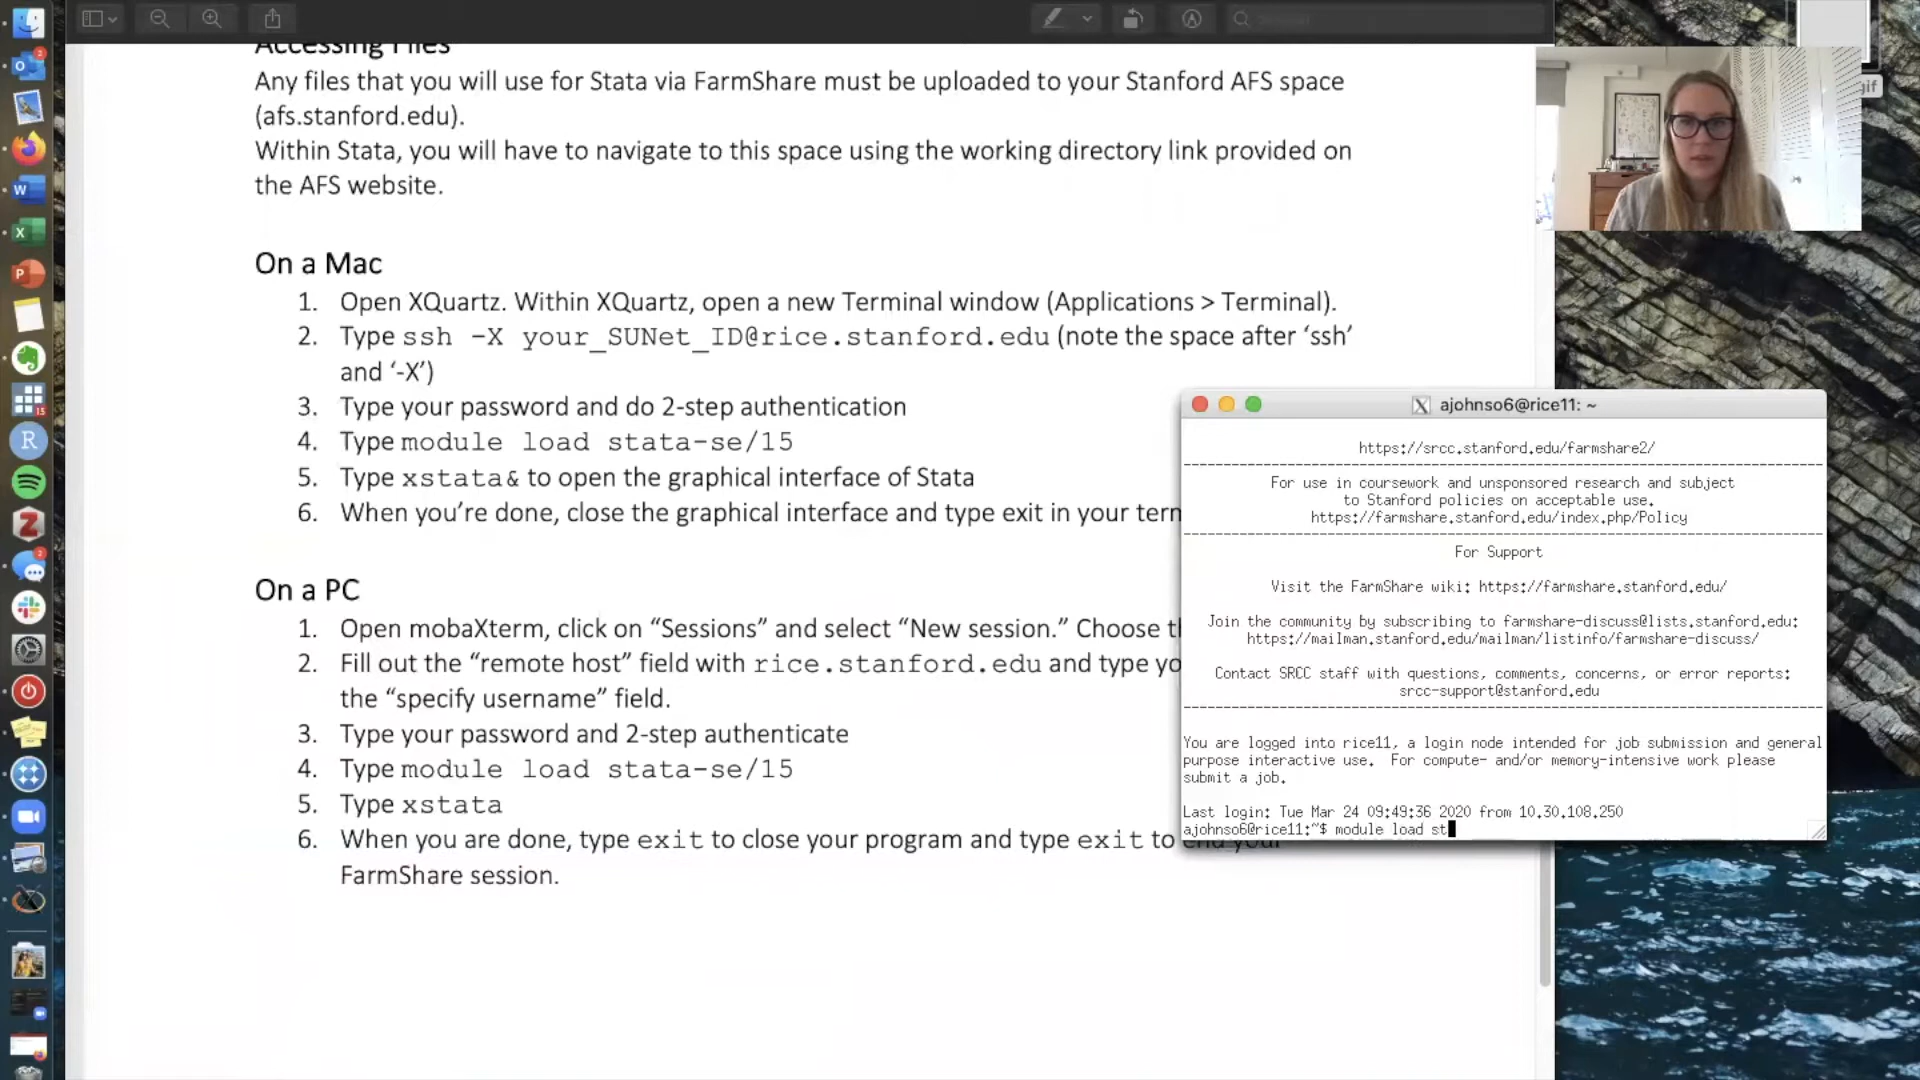 Accessing Files
Any files that you will use for Stata via FarmShare must be uploaded to your Stanford AFS space
(afs.stanford.edu).
Within Stata, you will have to navigate to this space using the working directory link provided on
the AFS website.
On a Mac
1. Open XQuartz. Within XQuartz, open a new Terminal window (Applications > Terminal).
2. Type ssh -X your_SUNet_ID@rice.stanford.edu (note the space after ‘ssh’
and ‘-X’)
3. Type your password and do 2-step authentication
4. Type module load stata-se/15
5. Type xstata& to open the graphical interface of Stata
6. When you’re done, close the graphical interface and type exit in your term
On a PC
1. Open mobaXterm, click on “Sessions” and select “New session.” Choose th
2. Fill out the “remote host” field with rice.stanford.edu and type yo
the “specify username” field.
3. Type your password and 2-step authenticate
4. Type module load stata-se/15
5. Type xstata
6. When you are done, type exit to close your program and type exit to end your
FarmShare session.
gif
ajohnso6@rice11: ~
https://srcc.stanford.edu/farmshare2/
For use in coursework and unsponsored research and subject
to Stanford policies on acceptable use.
https://farmshare.stanford.edu/index.php/Policy
For Support
Visit the FarmShare wiki: https://farmshare.stanford.edu/
Join the community by subscribing to farmshare-discuss@lists.stanford.edu:
https://mailman.stanford.edu/mailman/listinfo/farmshare-discuss/
Contact SRCC staff with questions, comments, concerns, or error reports:
srcc-support@stanford.edu
You are logged into rice11, a login node intended for job submission and general
purpose interactive use.  For compute- and/or memory-intensive work please
submit a job.
Last login: Tue Mar 24 09:49:36 2020 from 10.30.108.250
ajohnso6@rice11:~$ module load st